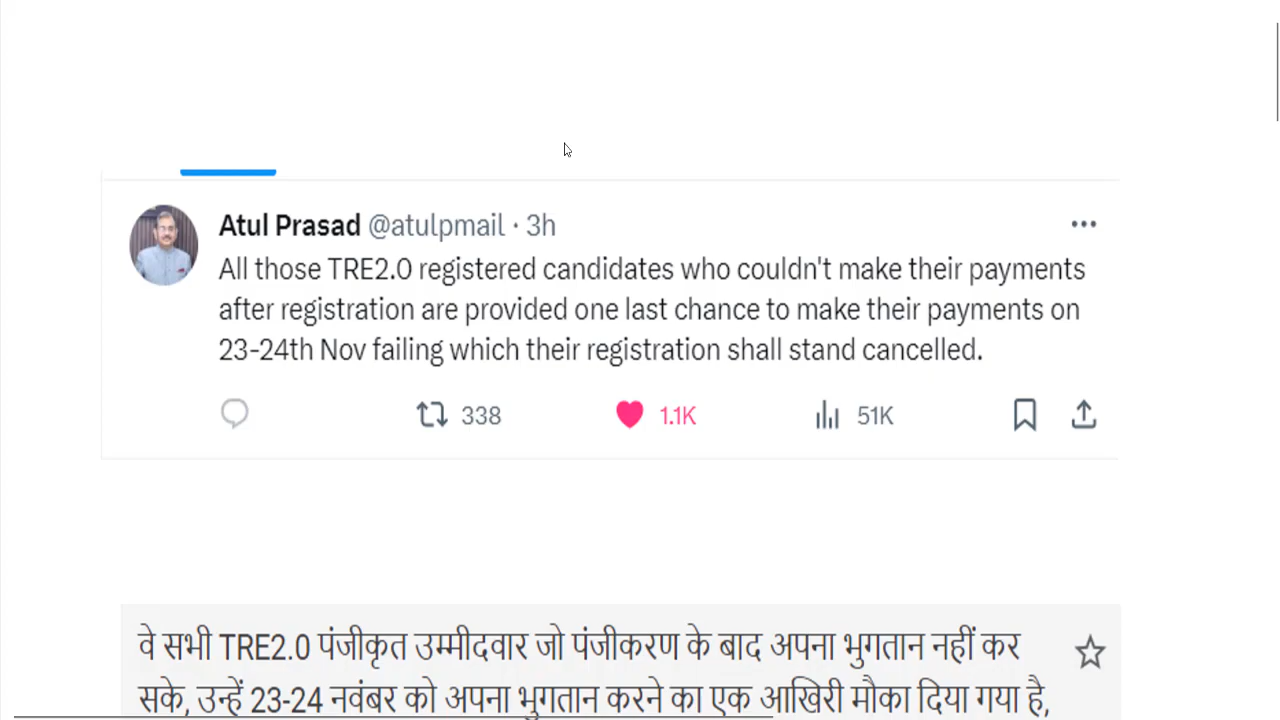 Atul Prasad @atulpmail · 3h
All those TRE2.0 registered candidates who couldn't make their payments
after registration are provided one last chance to make their payments on
23-24th Nov failing which their registration shall stand cancelled.
338 1.1K 51K
वे सभी TRE2.0 पंजीकृत उम्मीदवार जो पंजीकरण के बाद अपना भुगतान नहीं कर
सके, उन्हें 23-24 नवंबर को अपना भुगतान करने का एक आखिरी मौका दिया गया है,